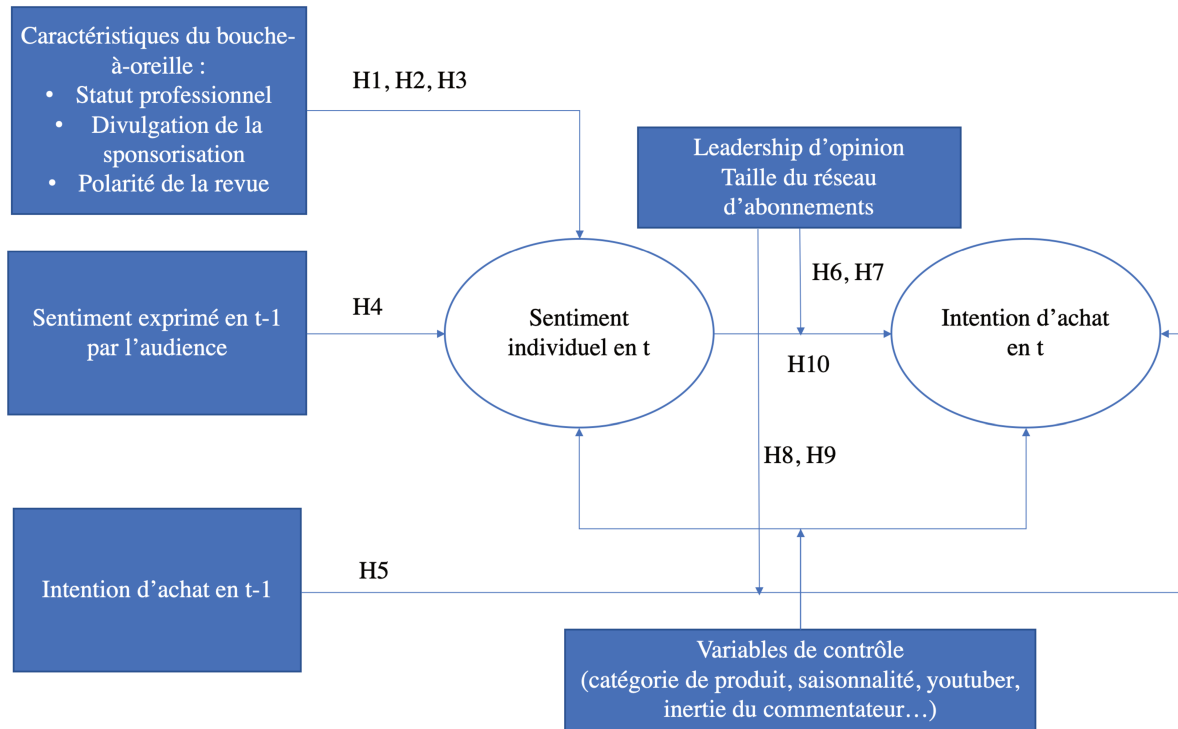 Caractéristiques du bouche-
à-oreille :
• Statut professionnel
• Divulgation de la
sponsorisation
• Polarité de la revue
H1, H2, H3
Leadership d’opinion
Taille du réseau
d’abonnements
Sentiment exprimé en t-1
par l’audience
H4
Sentiment
individuel en t
H6, H7
H10
Intention d’achat
en t
H8, H9
Intention d’achat en t-1
H5
Variables de contrôle
(catégorie de produit, saisonnalité, youtuber,
inertie du commentateur…)